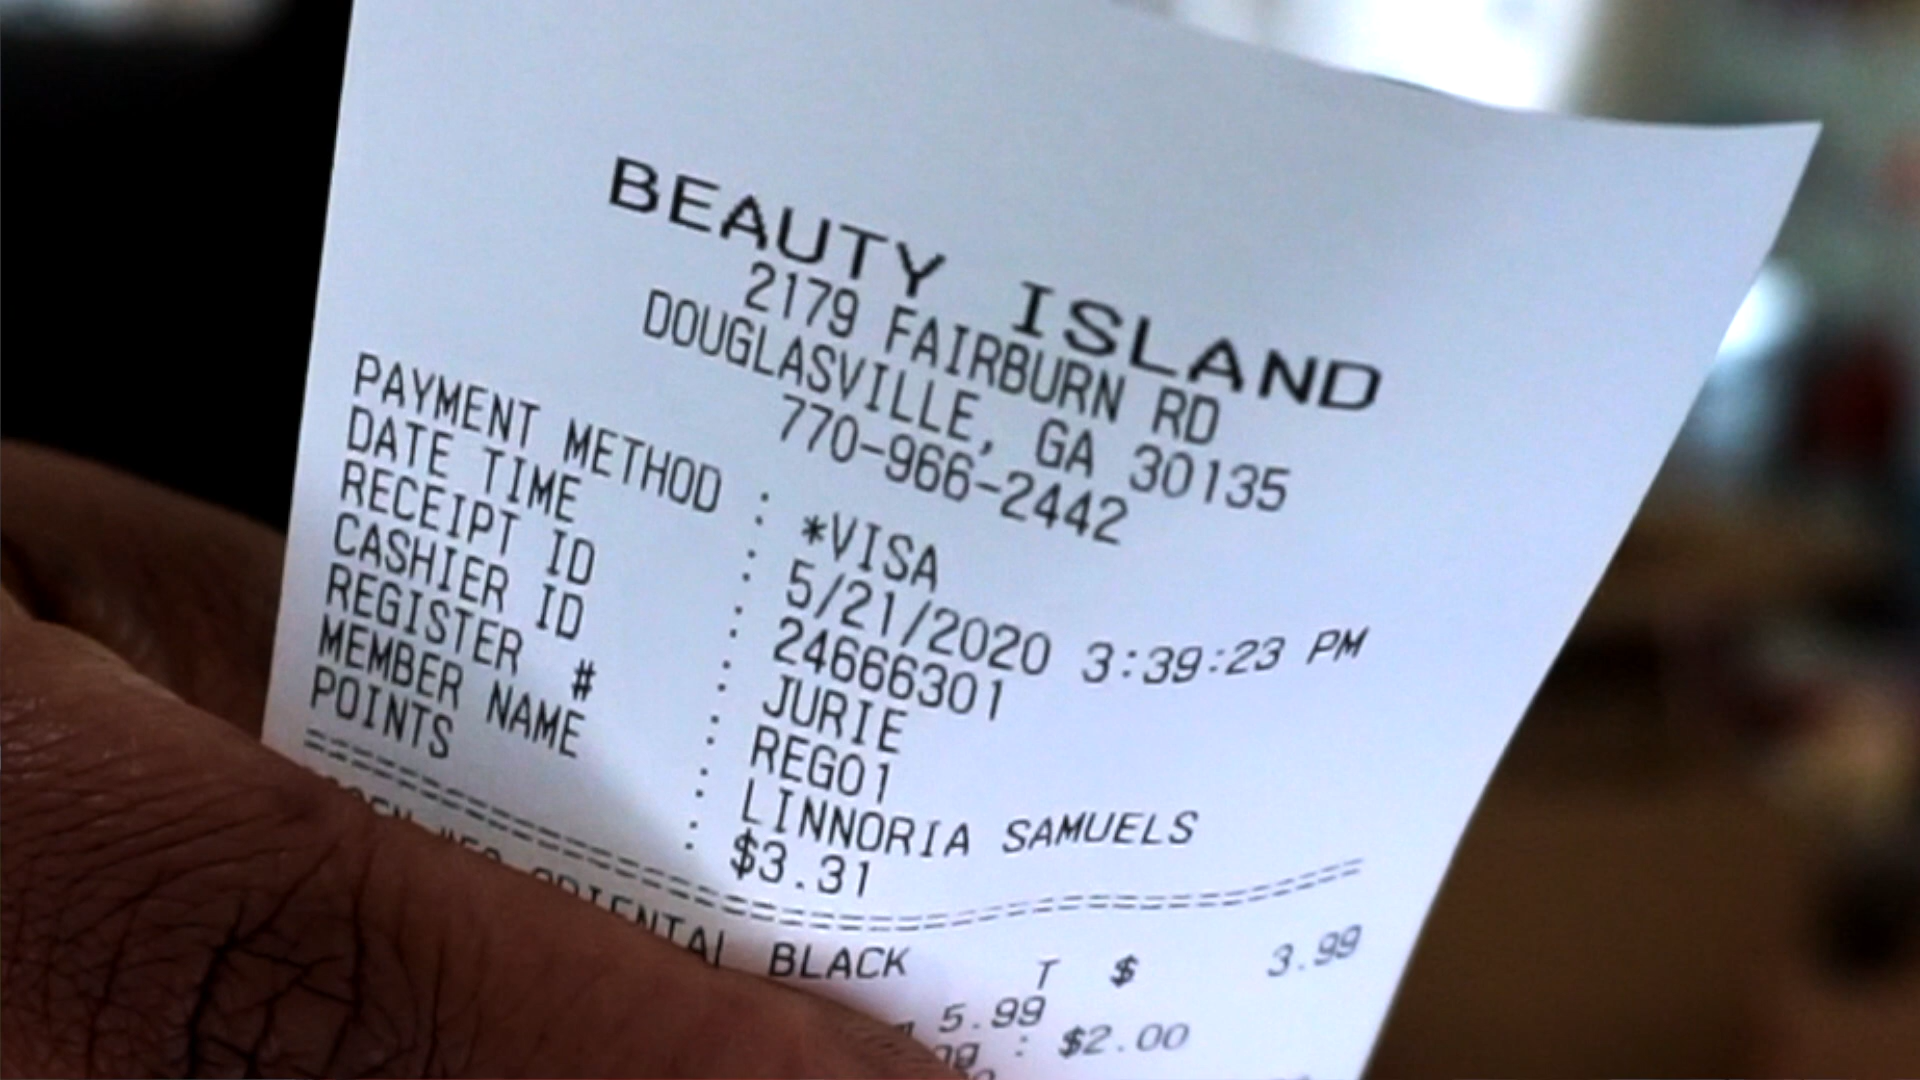 BEAUTY ISLAND
2179 FAIRBURN RD
DOUGLASVILLE, GA 30135
770-966-2442
PAYMENT METHOD : *VISA
DATE TIME : 5/21/2020 3:39:23 PM
RECEIPT ID : 24666301
CASHIER ID : JURIE
REGISTER # : REG01
MEMBER NAME : LINNORIA SAMUELS
POINTS : $3.31
ORIENTAL BLACK T $ 3.99
5.99
: $2.00